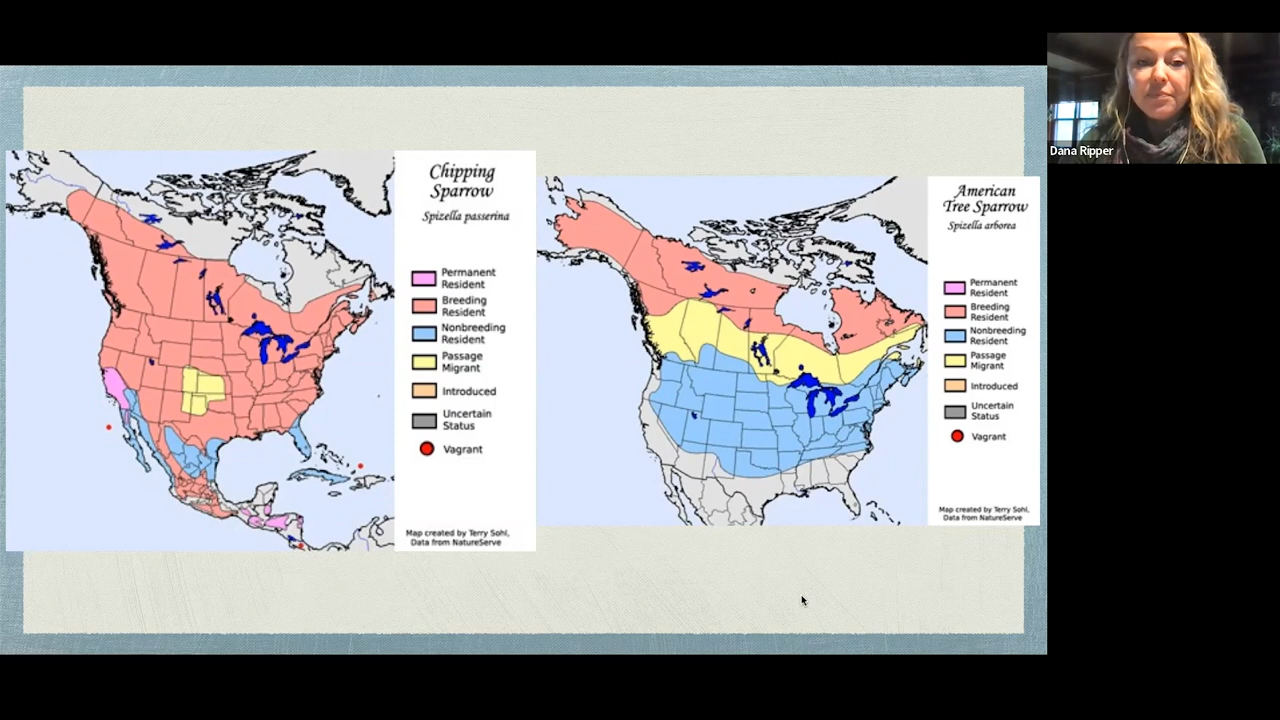 Chipping
Sparrow
Spizella passerina
Permanent
Resident
Breeding
Resident
Nonbreeding
Resident
Passage
Migrant
Introduced
Uncertain
Status
Vagrant
Map created by Terry Sohl,
Data from NatureServe
American
Tree Sparrow
Spizella arborea
Permanent
Resident
Breeding
Resident
Nonbreeding
Resident
Passage
Migrant
Introduced
Uncertain
Status
Vagrant
Map created by Terry Sohl,
Data from NatureServe
Dana Ripper